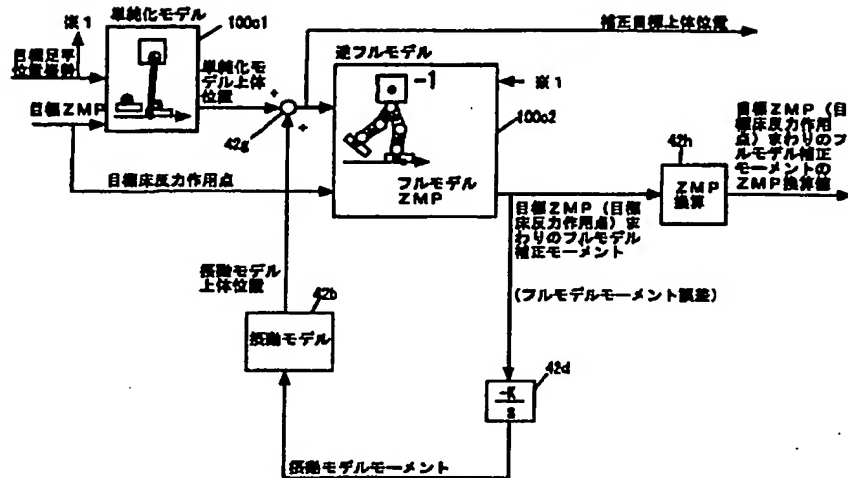 単純化モデル
100c1
※1
目標足平
位置姿勢
目標ZMP
単純化モ
デル上体
位置
+
+
42g
補正目標上体位置
逆フルモデル
-1
※1
100c2
フルモデル
ZMP
目標床反力作用点
42h
ZMP
換算
目標ZMP(目
標床反力作用
点)まわりのフ
ルモデル補正
モーメントの
ZMP換算値
目標ZMP(目標
床反力作用点)ま
わりのフルモデル
補正モーメント
(フルモデルモーメント誤差)
摂動モデル
上体位置
42b
摂動モデル
42d
-K
s
摂動モデルモーメント